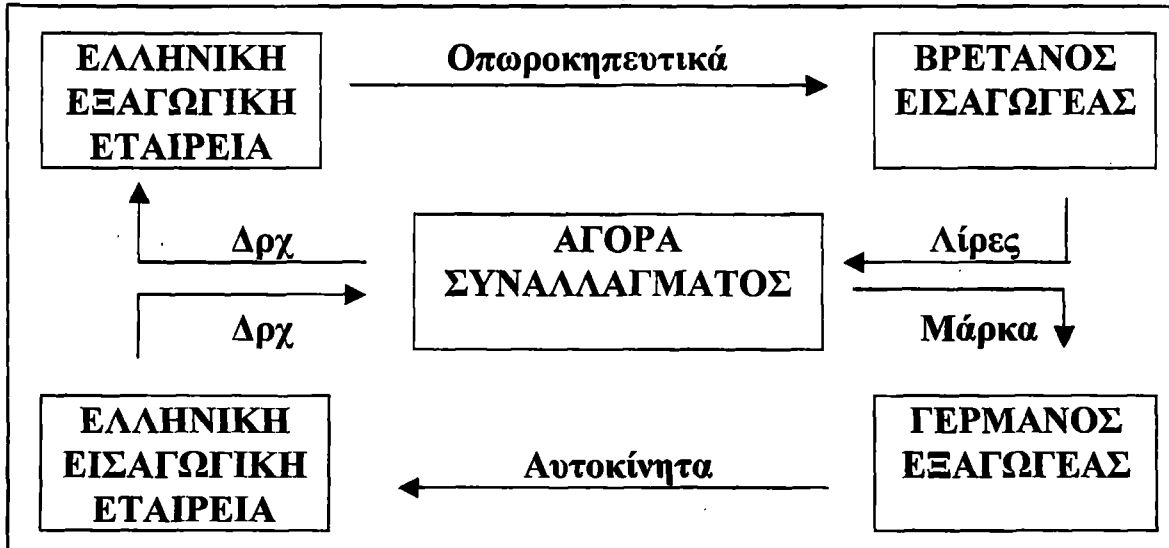 ΕΛΛΗΝΙΚΗ
ΕΞΑΓΩΓΙΚΗ
ΕΤΑΙΡΕΙΑ
Οπωροκηπευτικά
ΒΡΕΤΑΝΟΣ
ΕΙΣΑΓΩΓΕΑΣ
Δρχ
ΑΓΟΡΑ
ΣΥΝΑΛΛΑΓΜΑΤΟΣ
Λίρες
Δρχ
Μάρκα
ΕΛΛΗΝΙΚΗ
ΕΙΣΑΓΩΓΙΚΗ
ΕΤΑΙΡΕΙΑ
Αυτοκίνητα
ΓΕΡΜΑΝΟΣ
ΕΞΑΓΩΓΕΑΣ